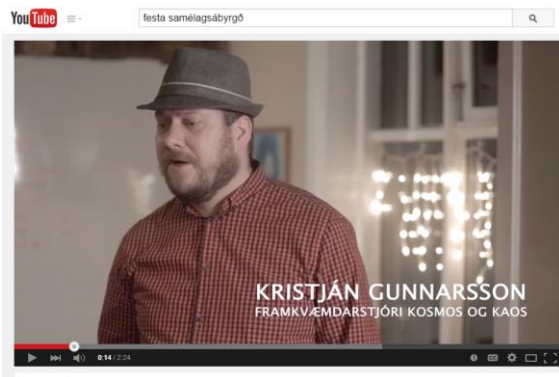 YouTube
festa samélagsábyrgð
KRISTJÁN GUNNARSSON
FRAMKVÆMDARSTJÓRI KOSMOS OG KAOS
0:14 / 2:24